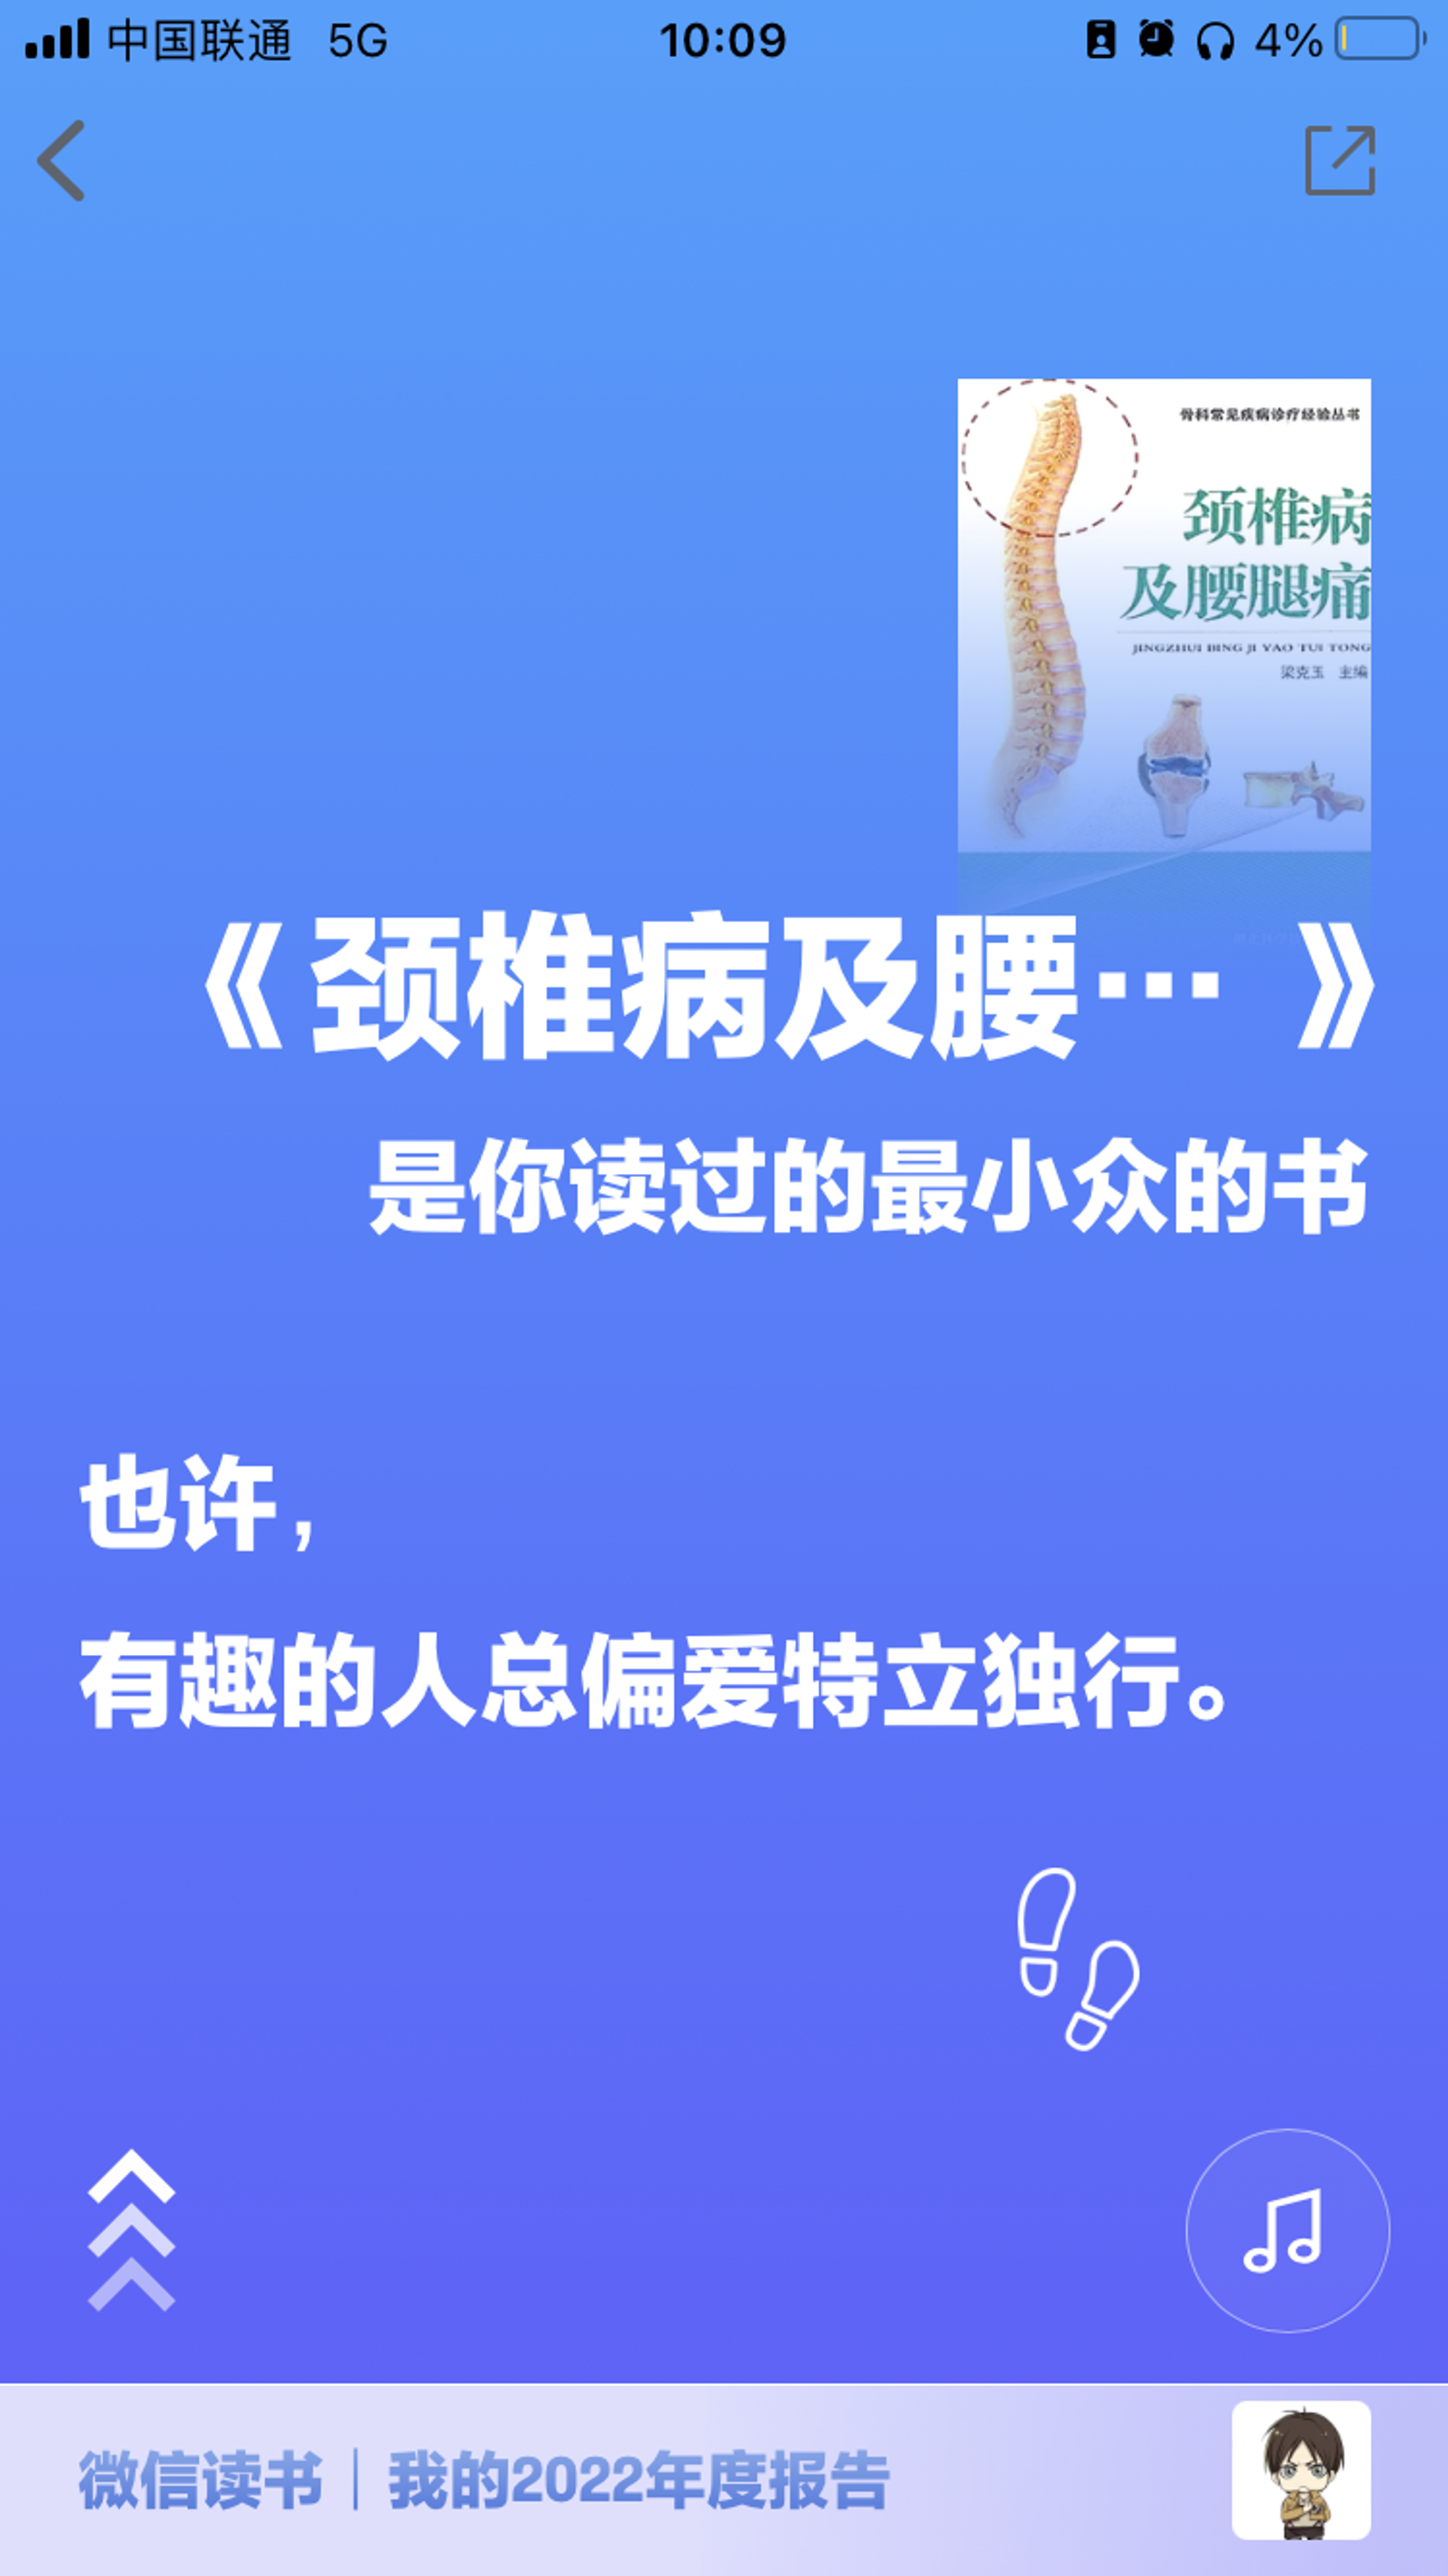 中国联通 5G 10:09 4%
骨科常见疾病诊疗经验丛书
颈椎病
及腰腿痛
JINGZHUI BING JI YAO TUI TONG
梁克玉 主编
《颈椎病及腰… 》
是你读过的最小众的书
也许，
有趣的人总偏爱特立独行。
微信读书｜我的2022年度报告